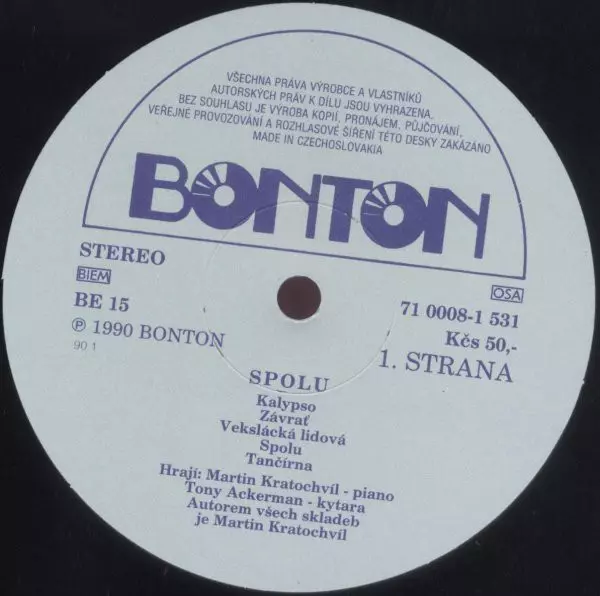 VŠECHNA PRÁVA VÝROBCE A VLASTNÍKŮ
AUTORSKÝCH PRÁV K DÍLU JSOU VYHRAZENA.
BEZ SOUHLASU JE VÝROBA KOPIÍ, PRONÁJEM, PŮJČOVÁNÍ,
VEŘEJNÉ PROVOZOVÁNÍ A ROZHLASOVÉ ŠÍŘENÍ TÉTO DESKY ZAKÁZÁNO
MADE IN CZECHOSLOVAKIA
BONTON
STEREO
BIEM
BE 15
℗ 1990 BONTON
90 1
OSA
71 0008-1 531
Kčs 50,-
1. STRANA
SPOLU
Kalypso
Závrať
Vekslácká lidová
Spolu
Tančírna
Hrají: Martin Kratochvíl - piano
Tony Ackerman - kytara
Autorem všech skladeb
je Martin Kratochvíl